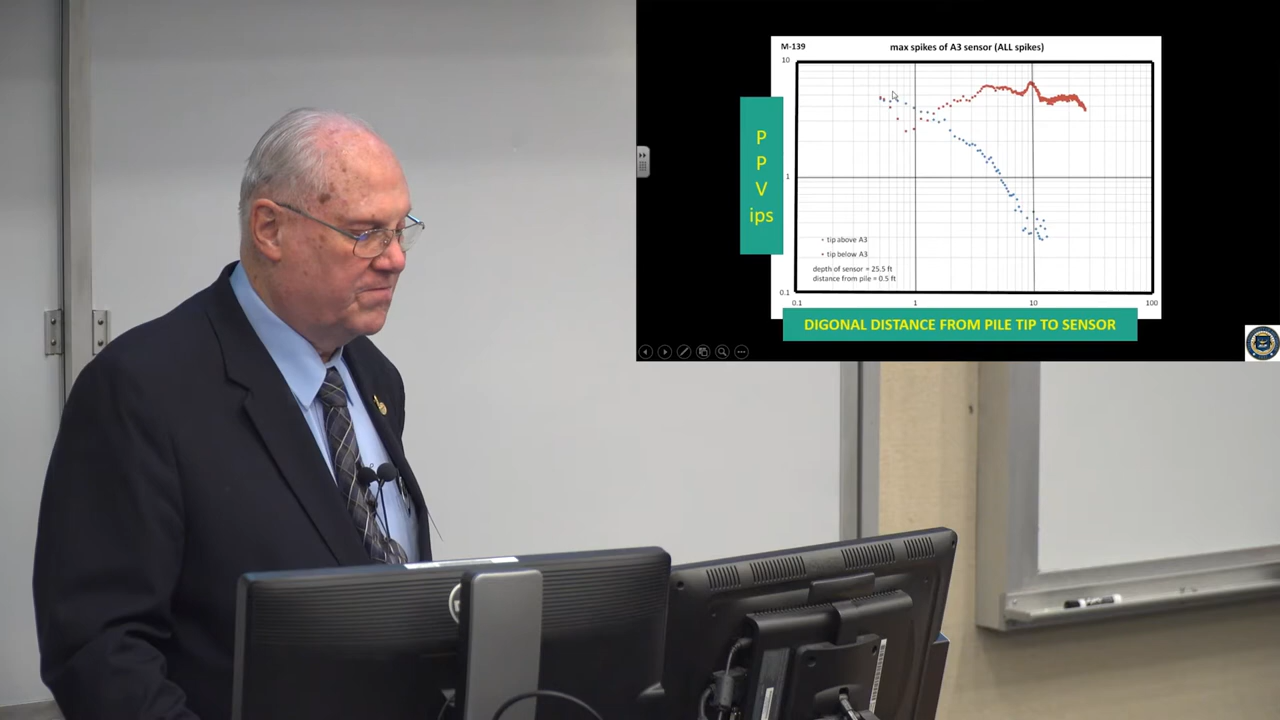 M-139
max spikes of A3 sensor (ALL spikes)
10
1
0.1
P
P
V
ips
◦ tip above A3
◦ tip below A3
depth of sensor = 25.5 ft
distance from pile = 0.5 ft
0.1
1
10
100
DIGONAL DISTANCE FROM PILE TIP TO SENSOR